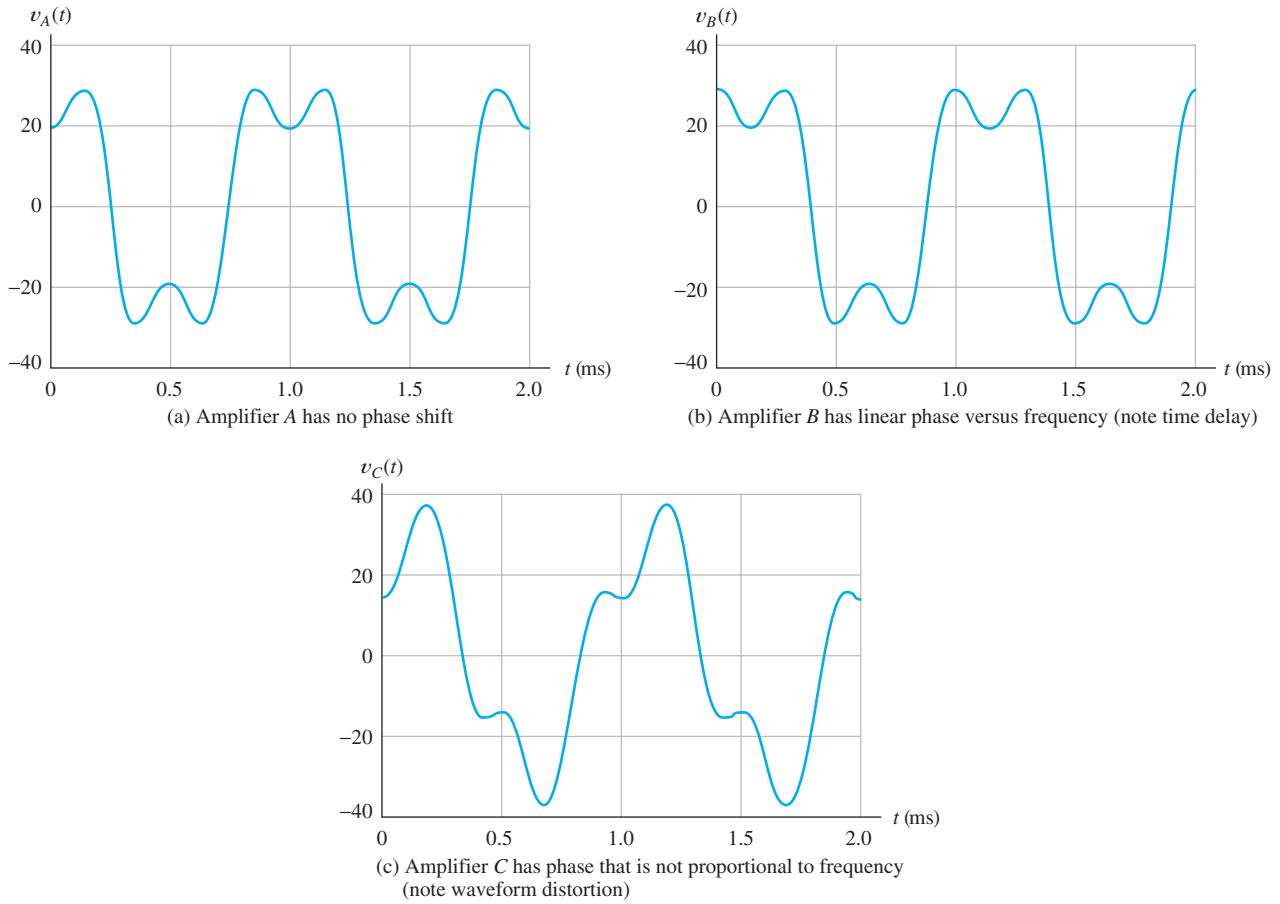 v_A(t)
40
20
0
−20
−40
0 0.5 1.0 1.5 2.0
t (ms)
(a) Amplifier A has no phase shift
v_B(t)
40
20
0
−20
−40
0 0.5 1.0 1.5 2.0
t (ms)
(b) Amplifier B has linear phase versus frequency (note time delay)
v_C(t)
40
20
0
−20
−40
0 0.5 1.0 1.5 2.0
t (ms)
(c) Amplifier C has phase that is not proportional to frequency
(note waveform distortion)